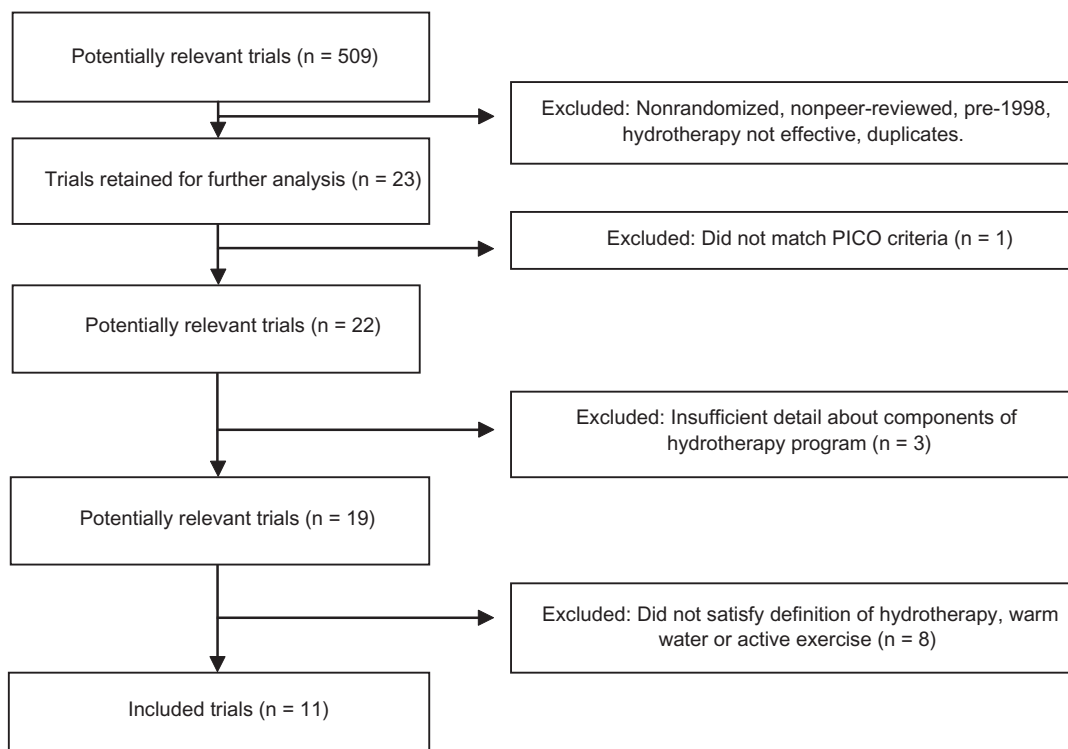 Potentially relevant trials (n = 509)
Excluded: Nonrandomized, nonpeer-reviewed, pre-1998,
hydrotherapy not effective, duplicates.
Trials retained for further analysis (n = 23)
Excluded: Did not match PICO criteria (n = 1)
Potentially relevant trials (n = 22)
Excluded: Insufficient detail about components of
hydrotherapy program (n = 3)
Potentially relevant trials (n = 19)
Excluded: Did not satisfy definition of hydrotherapy, warm
water or active exercise (n = 8)
Included trials (n = 11)